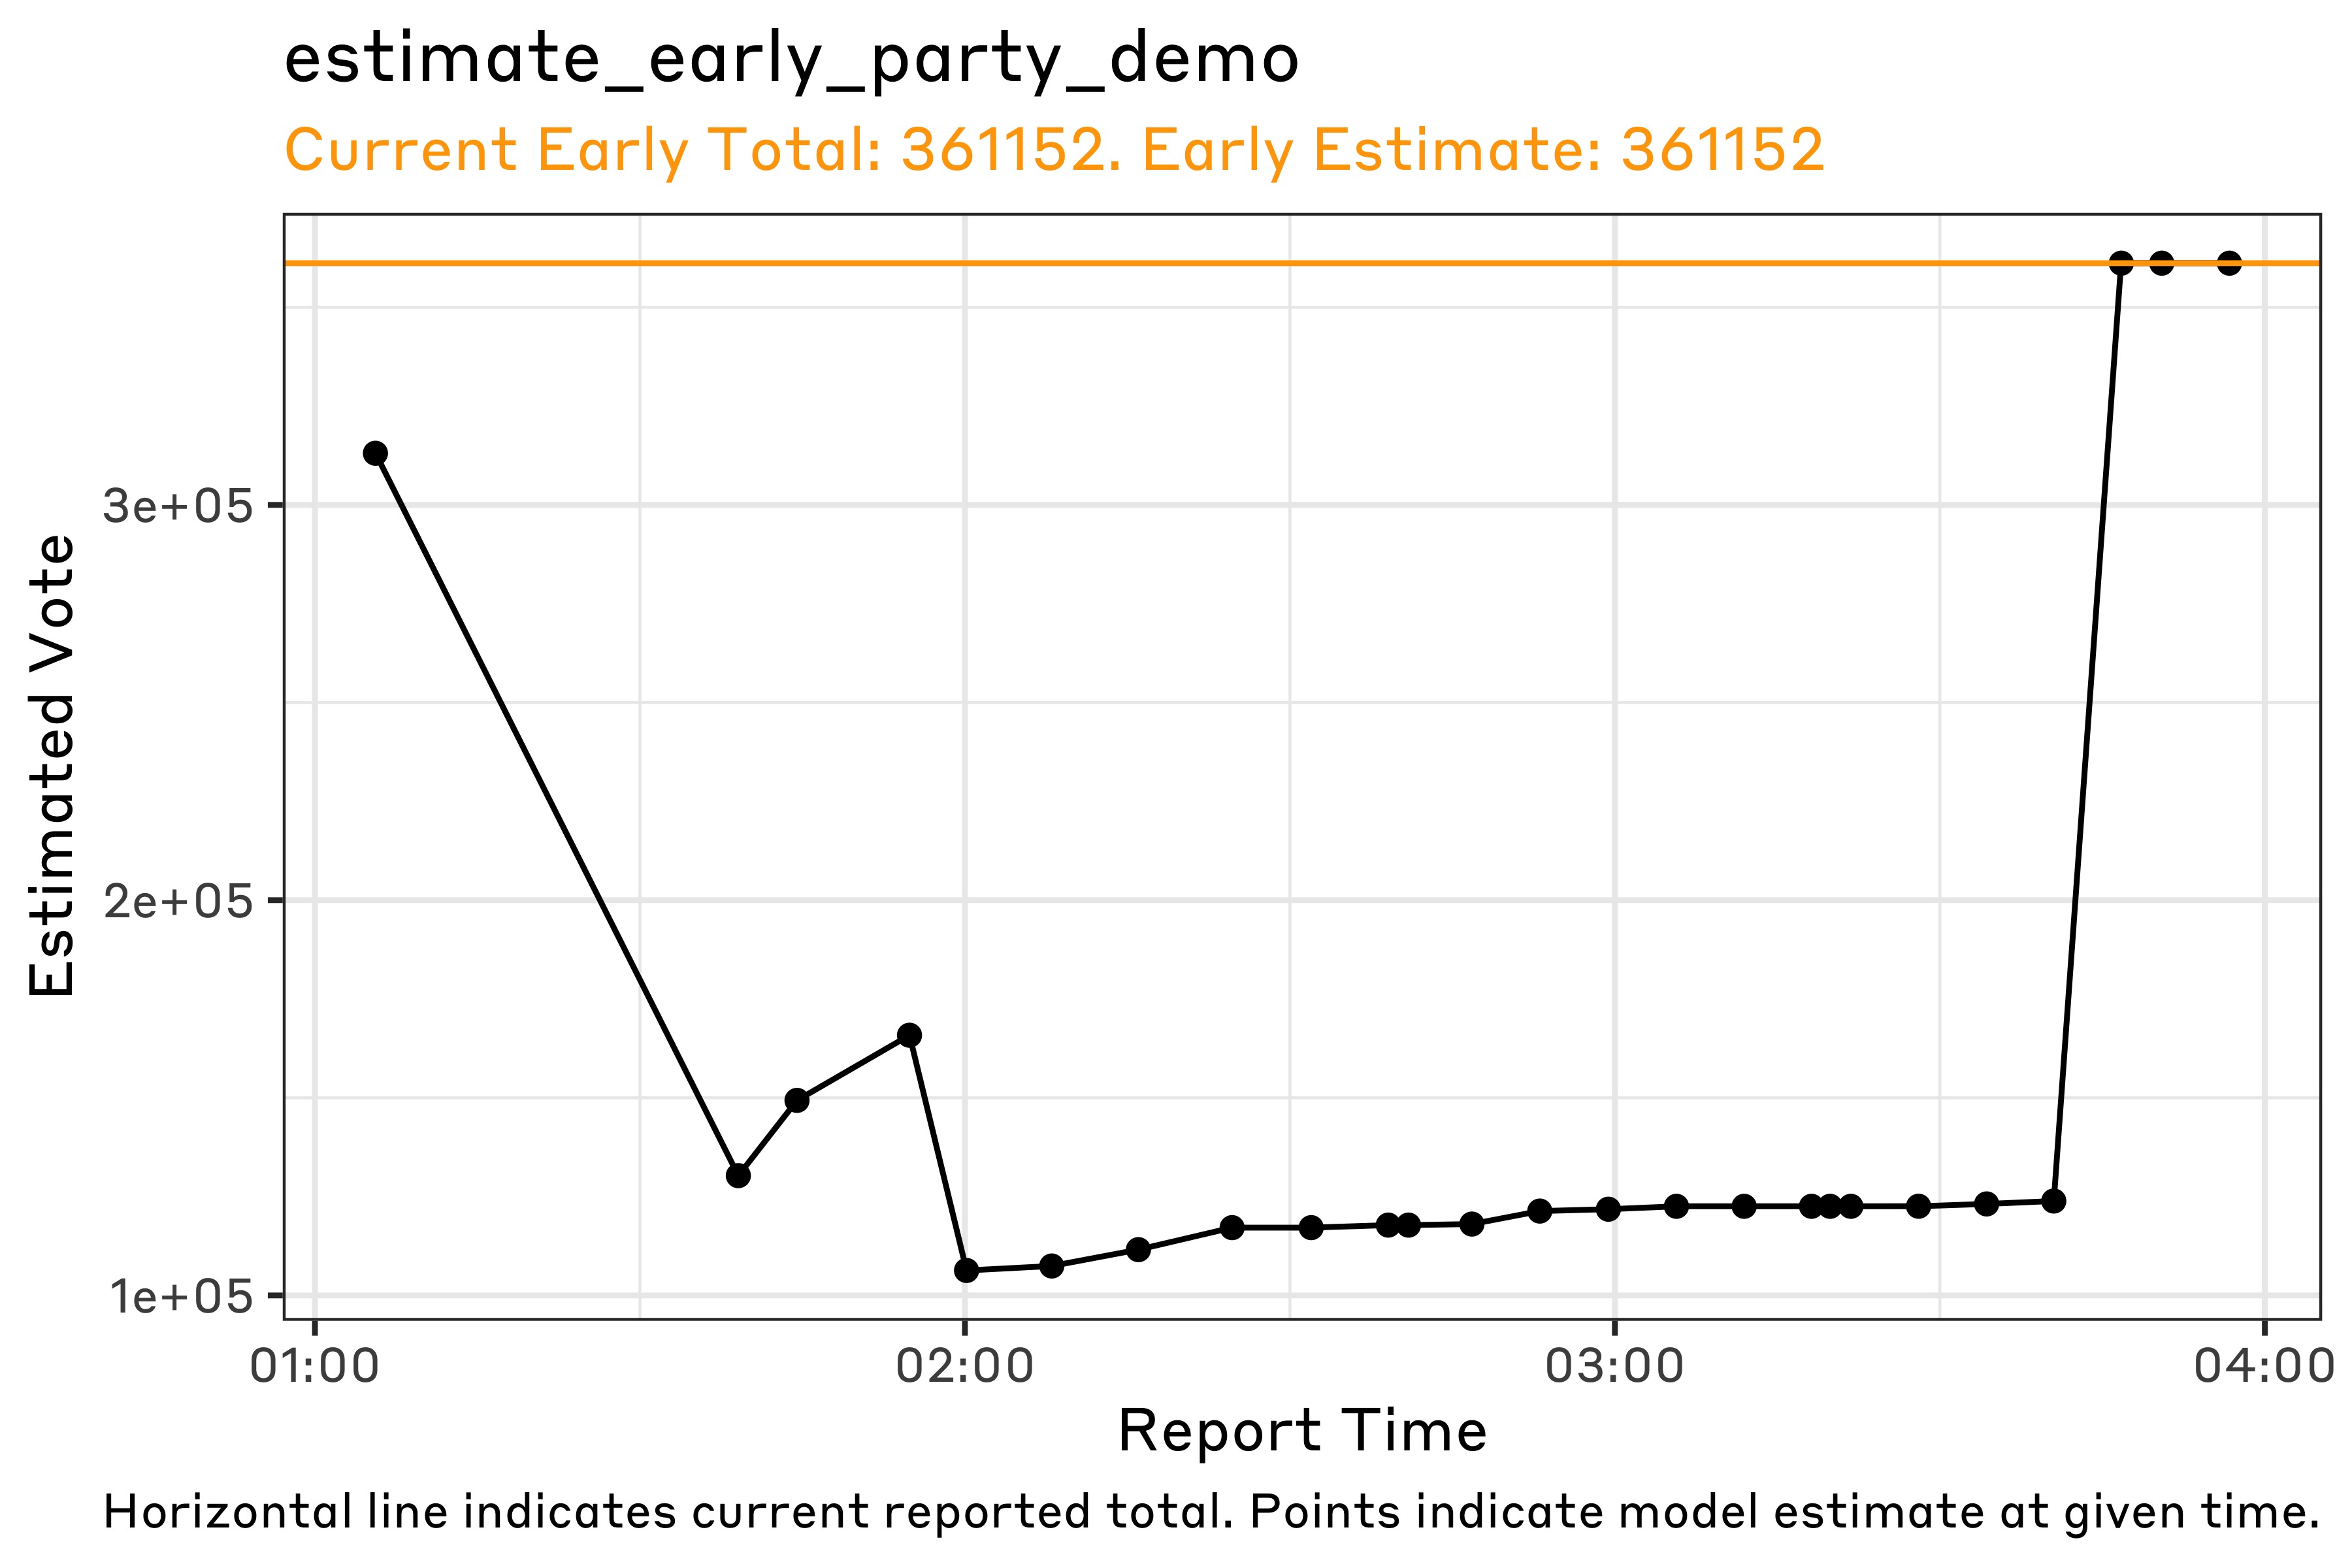 estimate_early_party_demo
Current Early Total: 361152. Early Estimate: 361152
Estimated Vote
3e+05
2e+05
1e+05
01:00 02:00 03:00 04:00
Report Time
Horizontal line indicates current reported total. Points indicate model estimate at given time.